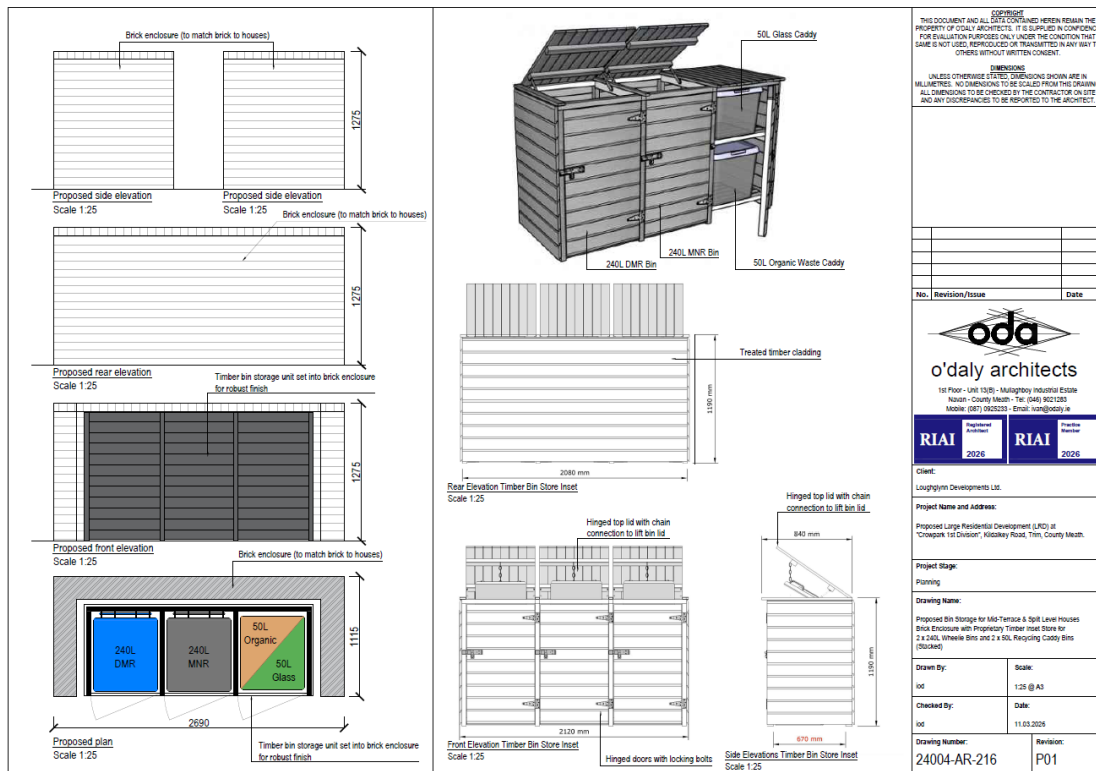 Brick enclosure (to match brick to houses)
1275
Proposed side elevation
Scale 1:25
Proposed side elevation
Scale 1:25
Brick enclosure (to match brick to houses)
1275
Proposed rear elevation
Scale 1:25
Timber bin storage unit set into brick enclosure
for robust finish
1275
Proposed front elevation
Scale 1:25
Brick enclosure (to match brick to houses)
240L
DMR
240L
MNR
50L
Organic
50L
Glass
1115
2690
Proposed plan
Scale 1:25
Timber bin storage unit set into brick enclosure
for robust finish
50L Glass Caddy
240L MNR Bin
240L DMR Bin
50L Organic Waste Caddy
Treated timber cladding
1190 mm
2080 mm
Rear Elevation Timber Bin Store Inset
Scale 1:25
Hinged top lid with chain
connection to lift bin lid
2120 mm
Front Elevation Timber Bin Store Inset
Scale 1:25
Hinged doors with locking bolts
Hinged top lid with chain
connection to lift bin lid
840 mm
1190 mm
670 mm
Side Elevations Timber Bin Store Inset
Scale 1:25
COPYRIGHT
THIS DOCUMENT AND ALL DATA CONTAINED HEREIN REMAIN THE
PROPERTY OF O'DALY ARCHITECTS. IT IS SUPPLIED IN CONFIDENC
FOR EVALUATION PURPOSES ONLY UNDER THE CONDITION THAT
SAME IS NOT USED, REPRODUCED OR TRANSMITTED IN ANY WAY T
OTHERS WITHOUT WRITTEN CONSENT.
DIMENSIONS
UNLESS OTHERWISE STATED, DIMENSIONS SHOWN ARE IN
MILLIMETRES. NO DIMENSIONS TO BE SCALED FROM THIS DRAWIN
ALL DIMENSIONS TO BE CHECKED BY THE CONTRACTOR ON SITE
AND ANY DISCREPANCIES TO BE REPORTED TO THE ARCHITECT.
No. Revision/Issue Date
oda
o'daly architects
1st Floor - Unit 13(B) - Mullaghboy Industrial Estate
Navan - County Meath - Tel: (046) 9021283
Mobile: (087) 0925233 - Email: ivan@odaly.ie
RIAI Registered Architect 2026
RIAI Practice Member 2026
Client:
Loughglynn Developments Ltd.
Project Name and Address:
Proposed Large Residential Development (LRD) at
"Crowpark 1st Division", Kildalkey Road, Trim, County Meath.
Project Stage:
Planning
Drawing Name:
Proposed Bin Storage for Mid-Terrace & Split Level Houses
Brick Enclosure with Proprietary Timber Inset Store for
2 x 240L Wheelie Bins and 2 x 50L Recycling Caddy Bins
(Stacked)
Drawn By:
iod
Scale:
1:25 @ A3
Checked By:
iod
Date:
11.03.2026
Drawing Number:
24004-AR-216
Revision:
P01